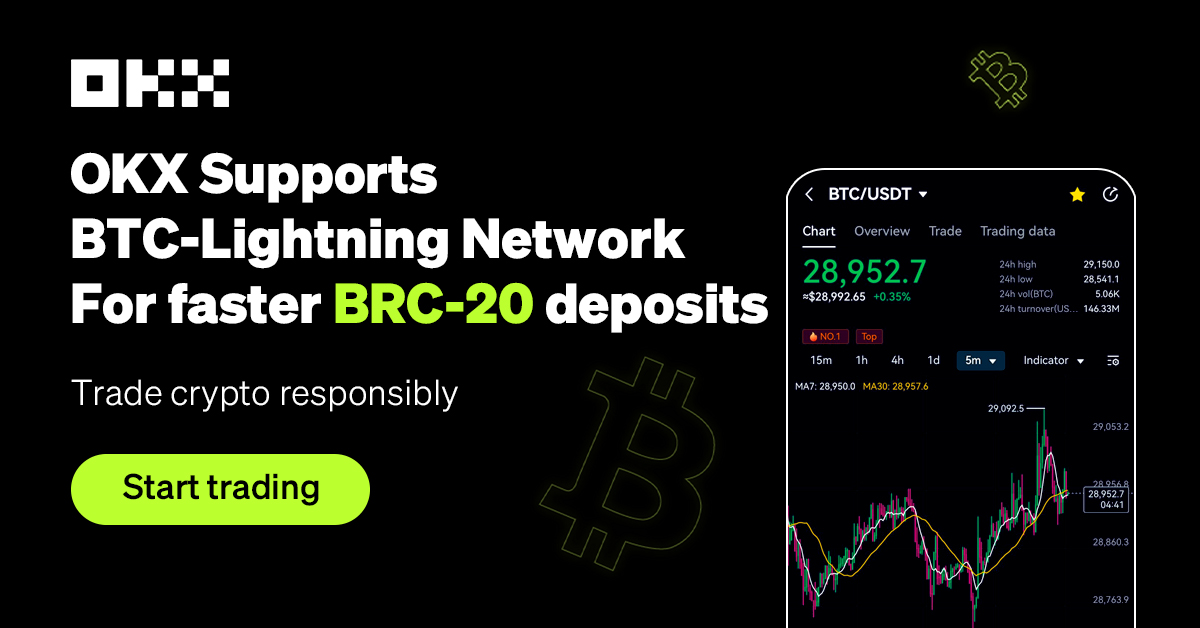 OKX
OKX Supports
BTC-Lightning Network
For faster BRC-20 deposits
Trade crypto responsibly
Start trading
BTC/USDT
Chart Overview Trade Trading data
28,952.7
≈$28,992.65 +0.35%
24h high 29,150.0
24h low 28,541.1
24h vol(BTC) 5.06K
24h turnover(US... 146.33M
NO.1 Top
15m 1h 4h 1d 5m Indicator
MA7: 28,950.0 MA30: 28,957.6
29,092.5
29,053.2
28,956.8
28,952.7
04:41
28,860.3
28,763.9